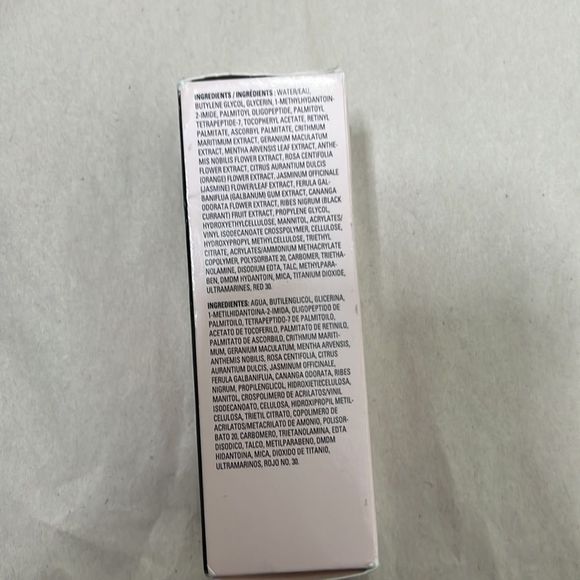 INGREDIENTS / INGRÉDIENTS : WATER/EAU,
BUTYLENE GLYCOL, GLYCERIN, 1-METHYLHYDANTOIN-
2-IMIDE, PALMITOYL OLIGOPEPTIDE, PALMITOYL
TETRAPEPTIDE-7, TOCOPHERYL ACETATE, RETINYL
PALMITATE, ASCORBYL PALMITATE, CRITHMUM
MARITIMUM EXTRACT, GERANIUM MACULATUM
EXTRACT, MENTHA ARVENSIS LEAF EXTRACT, ANTHE-
MIS NOBILIS FLOWER EXTRACT, ROSA CENTIFOLIA
FLOWER EXTRACT, CITRUS AURANTIUM DULCIS
(ORANGE) FLOWER EXTRACT, JASMINUM OFFICINALE
(JASMINE) FLOWER/LEAF EXTRACT, FERULA GAL-
BANIFLUA (GALBANUM) GUM EXTRACT, CANANGA
ODORATA FLOWER EXTRACT, RIBES NIGRUM (BLACK
CURRANT) FRUIT EXTRACT, PROPYLENE GLYCOL,
HYDROXYETHYLCELLULOSE, MANNITOL, ACRYLATES/
VINYL ISODECANOATE CROSSPOLYMER, CELLULOSE,
HYDROXYPROPYL METHYLCELLULOSE, TRIETHYL
CITRATE, ACRYLATES/AMMONIUM METHACRYLATE
COPOLYMER, POLYSORBATE 20, CARBOMER, TRIETHA-
NOLAMINE, DISODIUM EDTA, TALC, METHYLPARA-
BEN, DMDM HYDANTOIN, MICA, TITANIUM DIOXIDE,
ULTRAMARINES, RED 30.
INGREDIENTES: AGUA, BUTILENGLICOL, GLICERINA,
1-METILHIDANTOINA-2-IMIDA, OLIGOPEPTIDO DE
PALMITOILO, TETRAPEPTIDO-7 DE PALMITOILO,
ACETATO DE TOCOFERILO, PALMITATO DE RETINILO,
PALMITATO DE ASCORBILO, CRITHMUM MARITI-
MUM, GERANIUM MACULATUM, MENTHA ARVENSIS,
ANTHEMIS NOBILIS, ROSA CENTIFOLIA, CITRUS
AURANTIUM DULCIS, JASMINUM OFFICINALE,
FERULA GALBANIFLUA, CANANGA ODORATA, RIBES
NIGRUM, PROPILENGLICOL, HIDROXIETILCELULOSA,
MANITOL, CROSPOLIMERO DE ACRILATOS/VINIL
ISODECANOATO, CELULOSA, HIDROXIPROPIL METIL-
CELULOSA, TRIETIL CITRATO, COPOLIMERO DE
ACRILATOS/METACRILATO DE AMONIO, POLISOR-
BATO 20, CARBOMERO, TRIETANOLAMINA, EDTA
DISODICO, TALCO, METILPARABENO, DMDM
HIDANTOINA, MICA, DIOXIDO DE TITANIO,
ULTRAMARINOS, ROJO NO. 30.